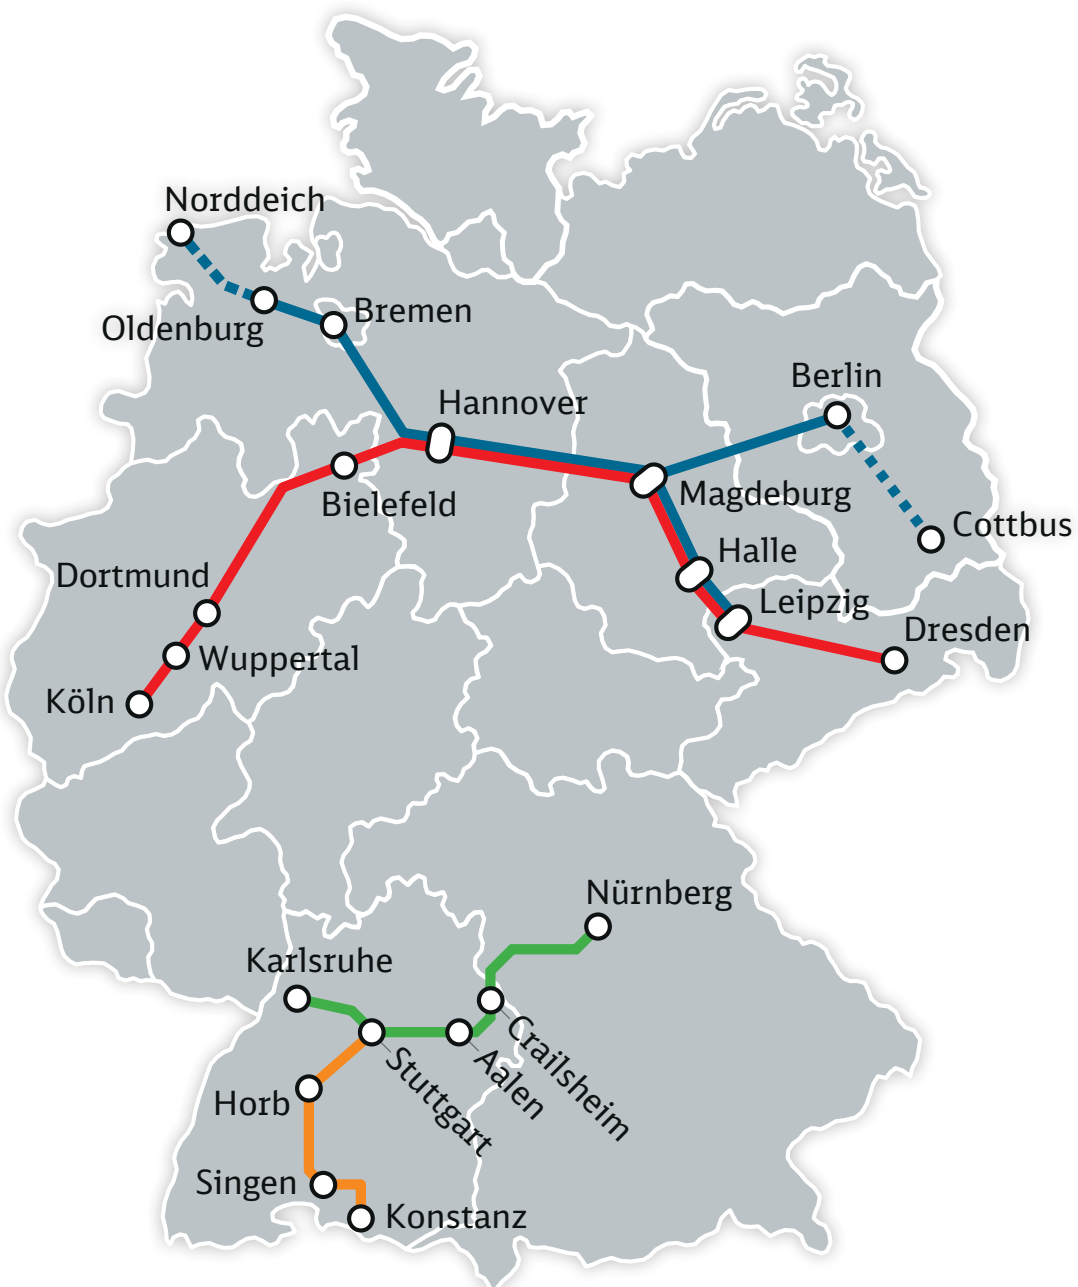 Norddeich
Bremen
Oldenburg
Berlin
Hannover
Magdeburg
Bielefeld
Cottbus
Halle
Dortmund
Leipzig
Dresden
Wuppertal
Köln
Nürnberg
Karlsruhe
Crailsheim
Aalen
Stuttgart
Horb
Singen
Konstanz